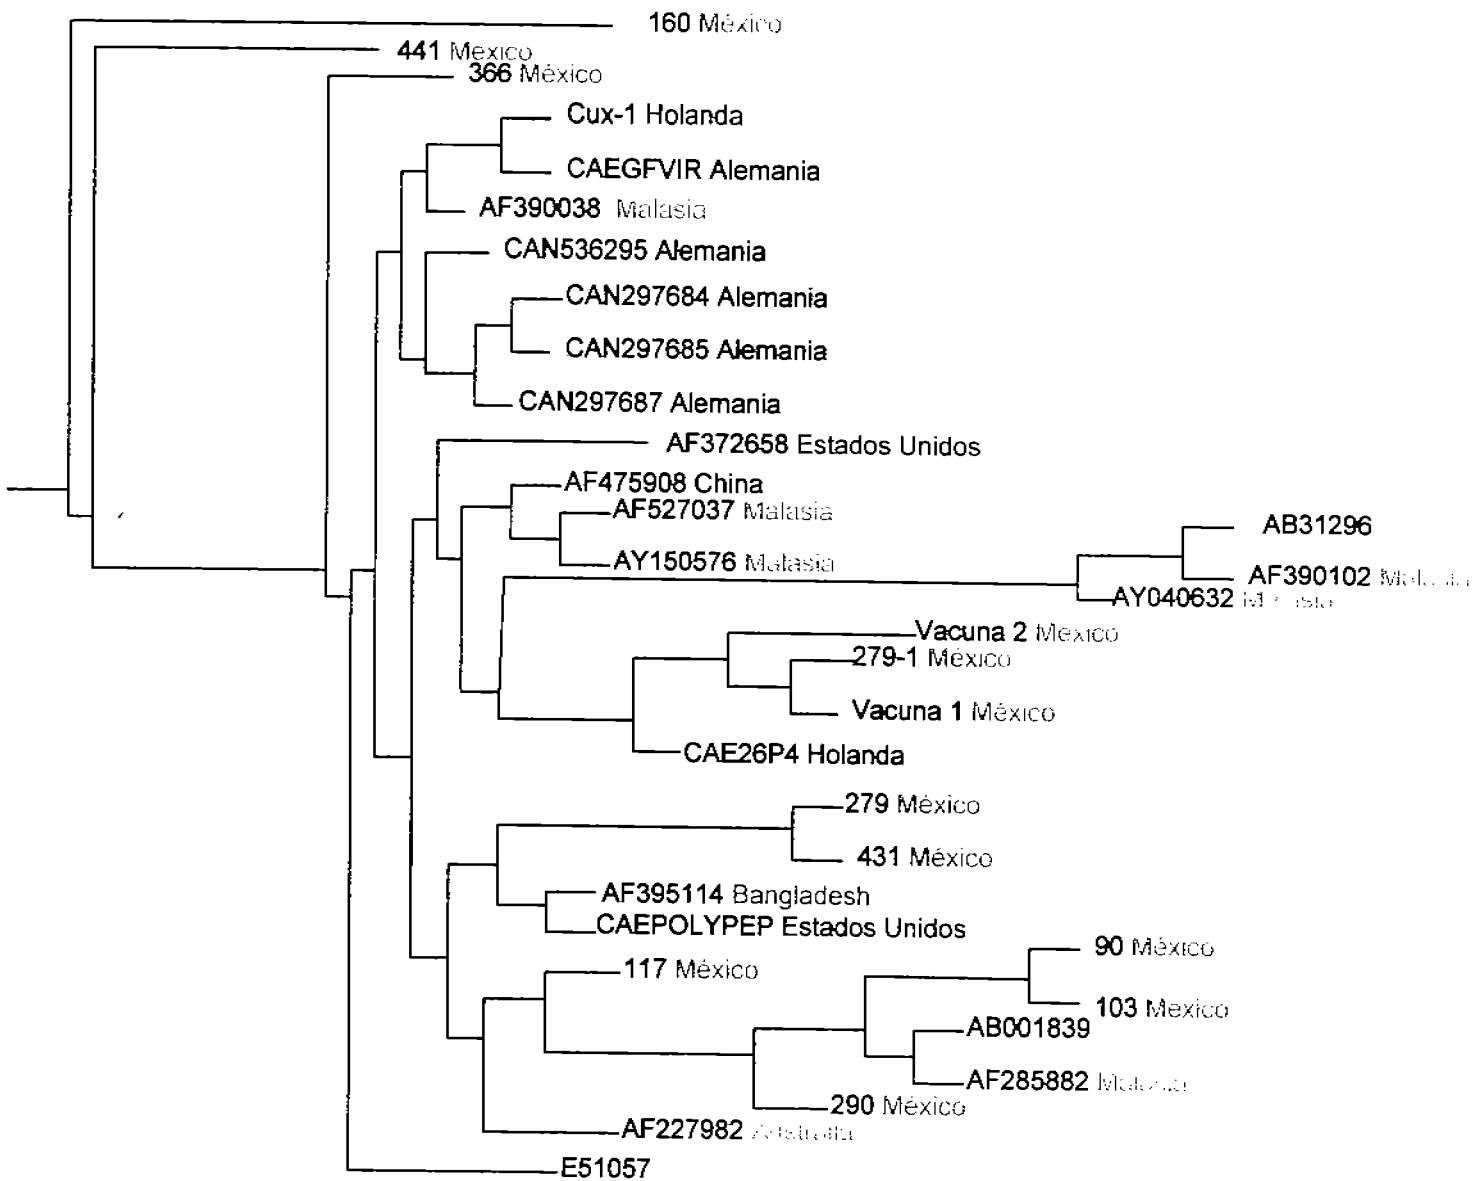 160 México
441 Mexico
366 México
Cux-1 Holanda
CAEGFVIR Alemania
AF390038 Malasia
CAN536295 Alemania
CAN297684 Alemania
CAN297685 Alemania
CAN297687 Alemania
AF372658 Estados Unidos
AF475908 China
AF527037 Malasia
AB31296
AY150576 Malasia
AF390102
AY040632
Vacuna 2 Mexico
279-1 México
Vacuna 1 México
CAE26P4 Holanda
279 México
431 México
AF395114 Bangladesh
CAEPOLYPEP Estados Unidos
90 México
117 México
103 Mexico
AB001839
AF285882
290 México
AF227982
E51057